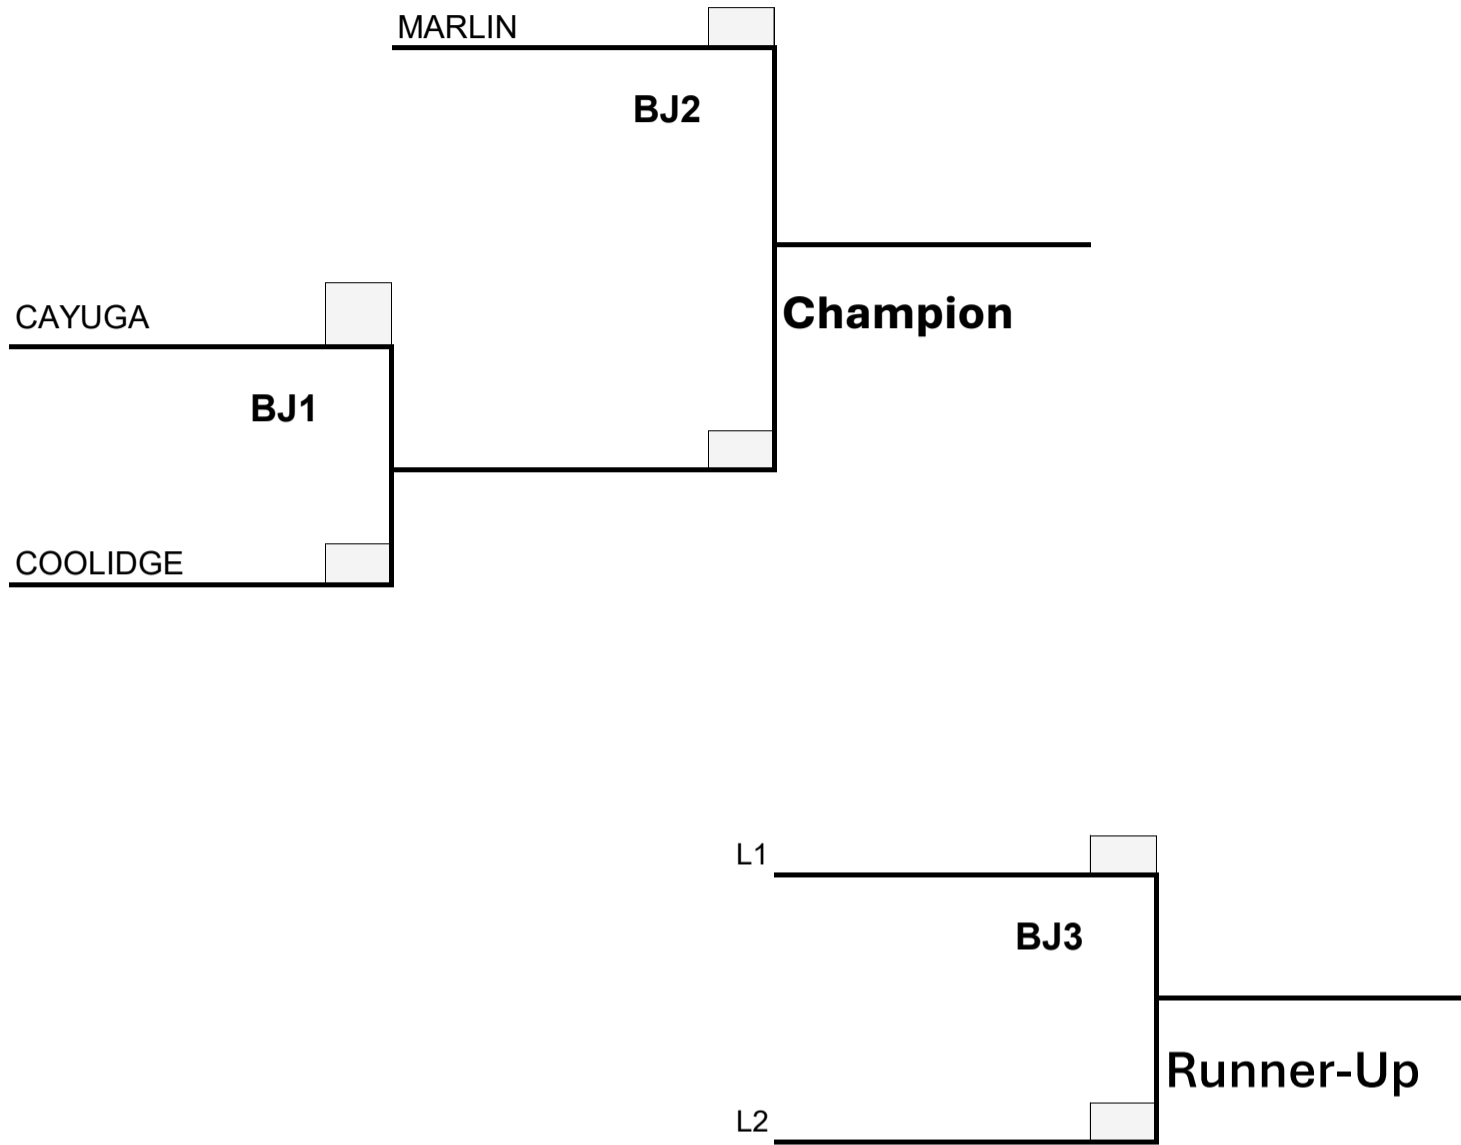 MARLIN
BJ2
CAYUGA
Champion
BJ1
COOLIDGE
L1
BJ3
Runner-Up
L2